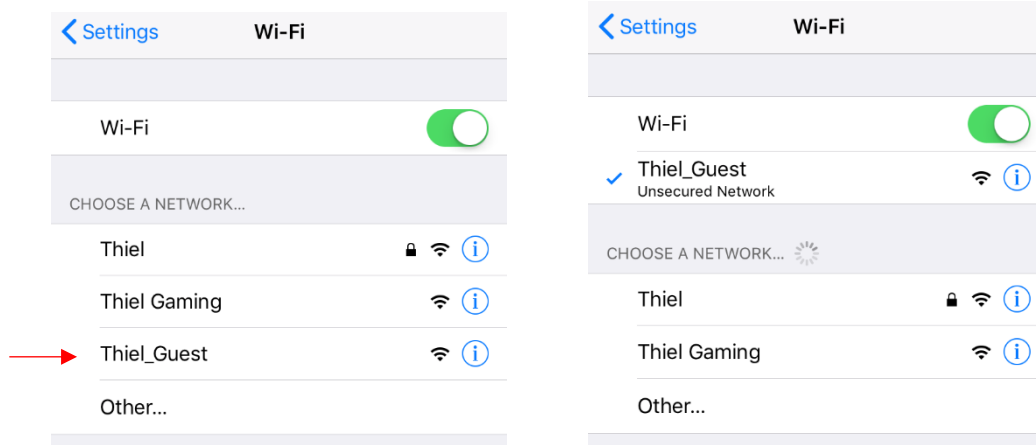 Settings
Wi-Fi
Wi-Fi
CHOOSE A NETWORK...
Thiel
Thiel Gaming
Thiel_Guest
Other...
Settings
Wi-Fi
Wi-Fi
Thiel_Guest
Unsecured Network
CHOOSE A NETWORK...
Thiel
Thiel Gaming
Other...